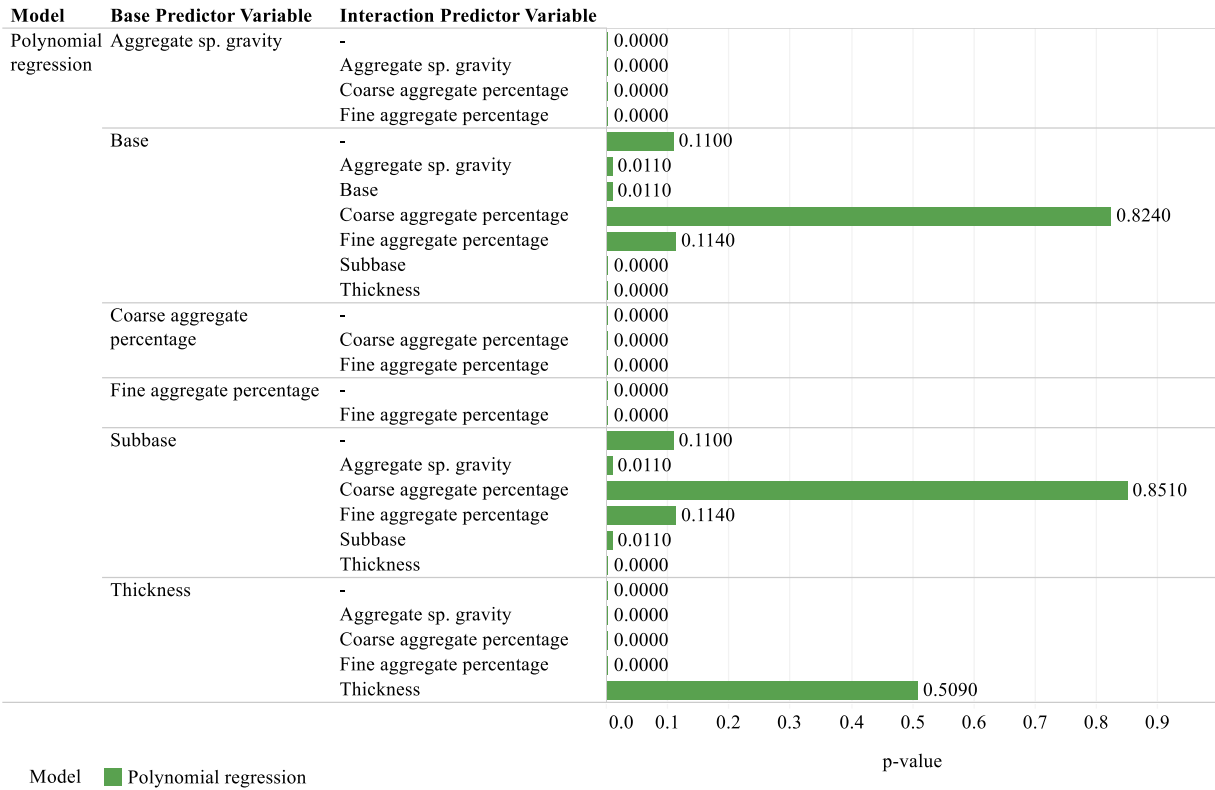 Model Base Predictor Variable Interaction Predictor Variable
Polynomial Aggregate sp. gravity - 0.0000
regression Aggregate sp. gravity 0.0000
Coarse aggregate percentage 0.0000
Fine aggregate percentage 0.0000
Base - 0.1100
Aggregate sp. gravity 0.0110
Base 0.0110
Coarse aggregate percentage 0.8240
Fine aggregate percentage 0.1140
Subbase 0.0000
Thickness 0.0000
Coarse aggregate - 0.0000
percentage Coarse aggregate percentage 0.0000
Fine aggregate percentage 0.0000
Fine aggregate percentage - 0.0000
Fine aggregate percentage 0.0000
Subbase - 0.1100
Aggregate sp. gravity 0.0110
Coarse aggregate percentage 0.8510
Fine aggregate percentage 0.1140
Subbase 0.0110
Thickness 0.0000
Thickness - 0.0000
Aggregate sp. gravity 0.0000
Coarse aggregate percentage 0.0000
Fine aggregate percentage 0.0000
Thickness 0.5090
0.0 0.1 0.2 0.3 0.4 0.5 0.6 0.7 0.8 0.9
p-value
Model Polynomial regression